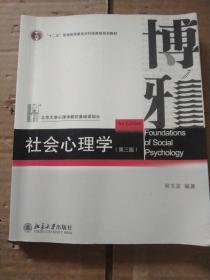 "十二五"普通高等教育本科国家级规划教材
博雅
北京大学心理学教材基础课部分
3rd Edition
社会心理学（第三版）
Foundations
of Social
Psychology
侯玉波 编著
北京大学出版社